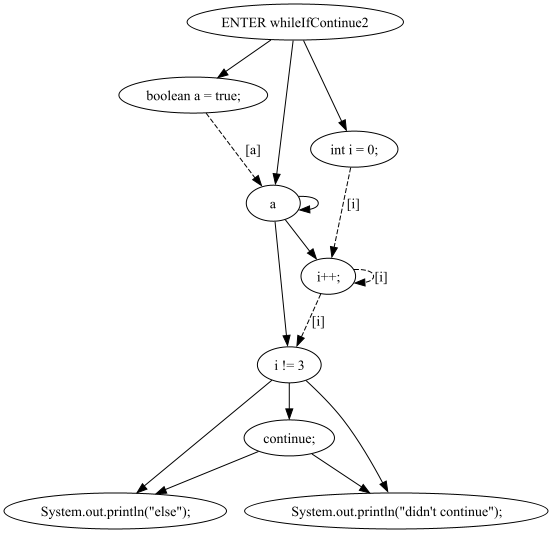 ENTER whileIfContinue2
boolean a = true;
int i = 0;
[a]
a
[i]
i++;
[i]
[i]
i != 3
continue;
System.out.println("else");
System.out.println("didn't continue");